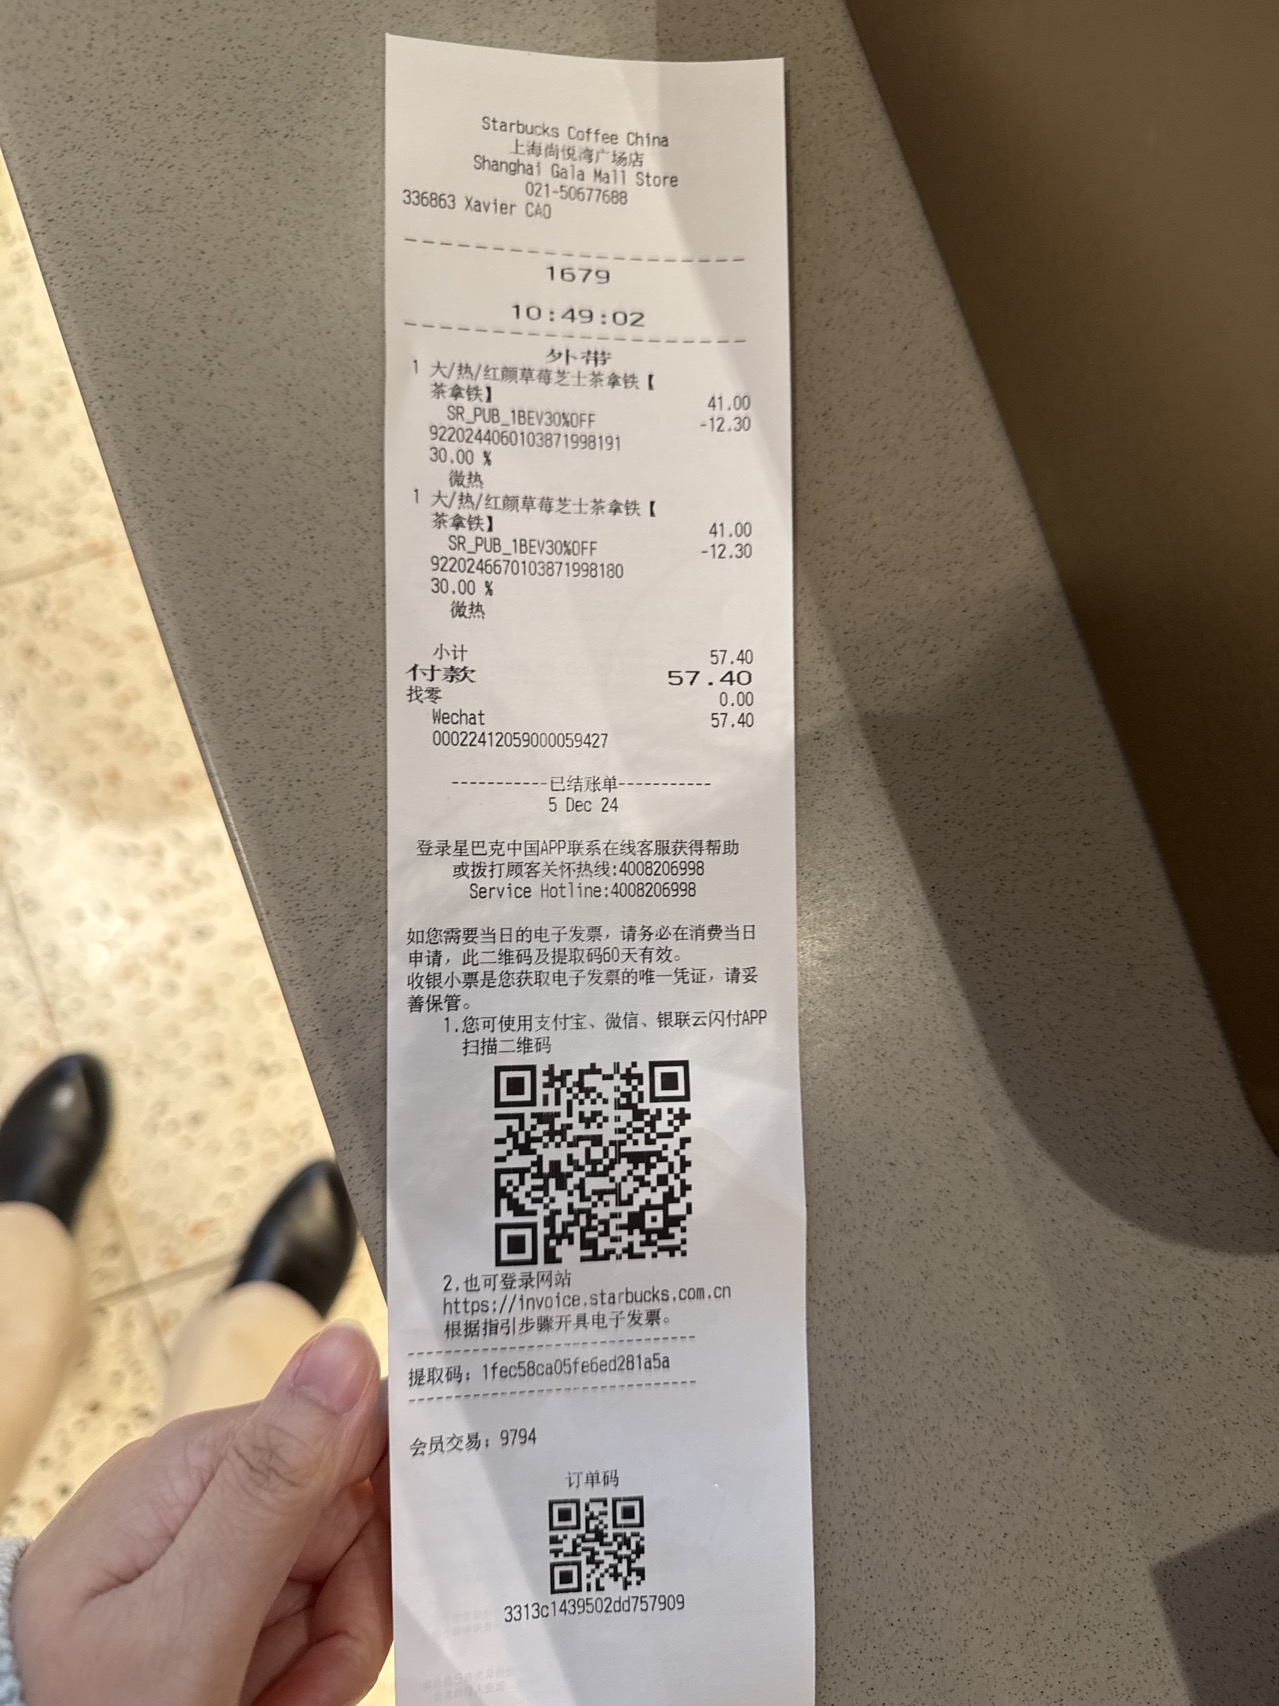 Starbucks Coffee China
上海尚悦湾广场店
Shanghai Gala Mall Store
021-50677688
336863 Xavier CAO
1679
10:49:02
外带
1 大/热/红颜草莓芝士茶拿铁【
茶拿铁】 41.00
SR_PUB_1BEV30%OFF -12.30
9220244060103871998191
30.00 %
微热
1 大/热/红颜草莓芝士茶拿铁【
茶拿铁】 41.00
SR_PUB_1BEV30%OFF -12.30
9220246670103871998180
30.00 %
微热
小计 57.40
付款 57.40
找零 0.00
Wechat 57.40
00022412059000059427
-----------已结账单-----------
5 Dec 24
登录星巴克中国APP联系在线客服获得帮助
或拨打顾客关怀热线:4008206998
Service Hotline:4008206998
如您需要当日的电子发票，请务必在消费当日
申请，此二维码及提取码60天有效。
收银小票是您获取电子发票的唯一凭证，请妥
善保管。
1.您可使用支付宝、微信、银联云闪付APP
扫描二维码
2.也可登录网站
https://invoice.starbucks.com.cn
根据指引步骤开具电子发票。
提取码：1fec58ca05fe6ed281a5a
会员交易：9794
订单码
3313c1439502dd757909